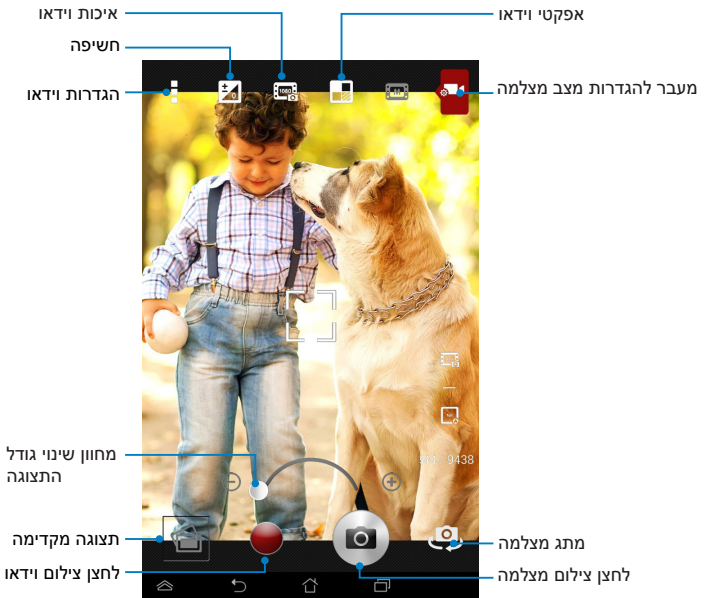 איכות וידאו
אפקטי וידאו
חשיפה
הגדרות וידאו
מעבר להגדרות מצב מצלמה
1080
M
מחוון שינוי גודל
התצוגה
תצוגה מקדימה
מתג מצלמה
לחצן צילום וידאו
לחצן צילום מצלמה